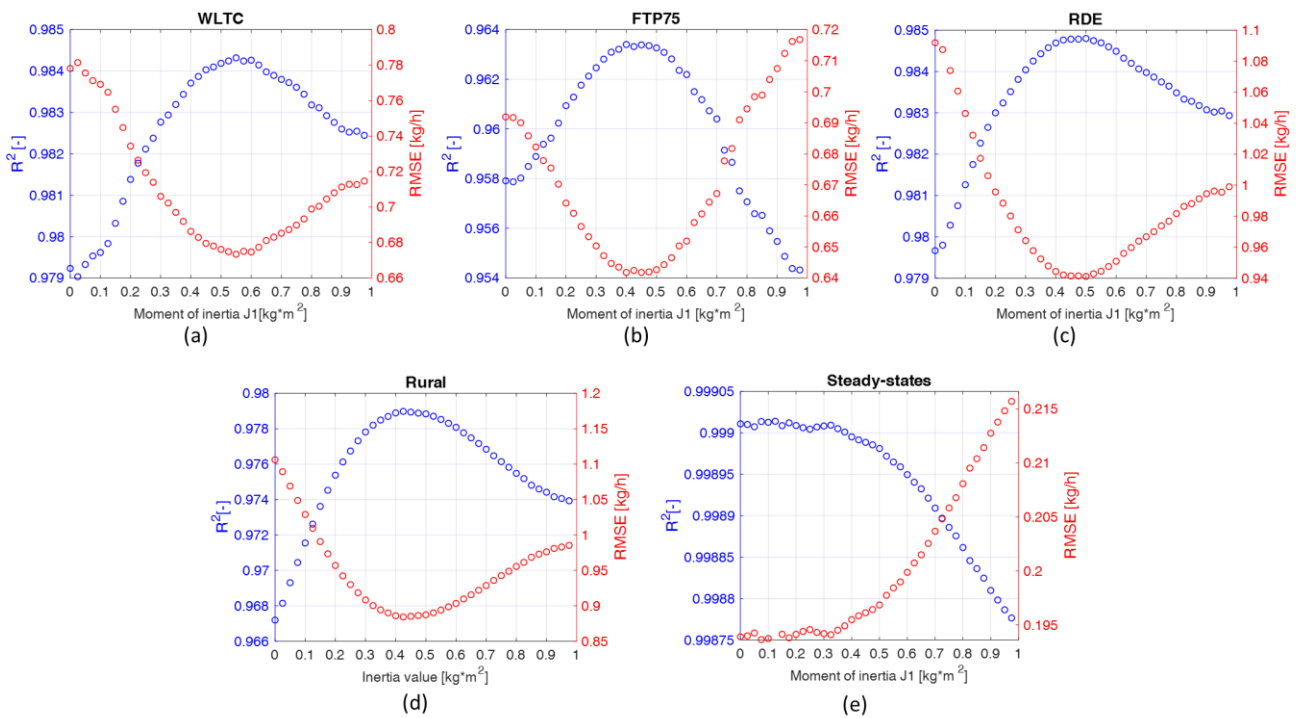 WLTC
0.985
0.984
0.983
0.982
0.981
0.98
0.979
R² [-]
0 0.1 0.2 0.3 0.4 0.5 0.6 0.7 0.8 0.9 1
Moment of inertia J1[kg*m²]
0.8
0.78
0.76
0.74
0.72
0.7
0.68
0.66
RMSE [kg/h]
(a)
FTP75
0.964
0.962
0.96
0.958
0.956
0.954
R² [-]
0 0.1 0.2 0.3 0.4 0.5 0.6 0.7 0.8 0.9 1
Moment of inertia J1 [kg*m²]
0.72
0.71
0.7
0.69
0.68
0.67
0.66
0.65
0.64
RMSE [kg/h]
(b)
RDE
0.985
0.984
0.983
0.982
0.981
0.98
0.979
R² [-]
0 0.1 0.2 0.3 0.4 0.5 0.6 0.7 0.8 0.9 1
Moment of inertia J1 [kg*m²]
1.1
1.08
1.06
1.04
1.02
1
0.98
0.96
0.94
RMSE [kg/h]
(c)
Rural
0.98
0.978
0.976
0.974
0.972
0.97
0.968
0.966
R²[-]
0 0.1 0.2 0.3 0.4 0.5 0.6 0.7 0.8 0.9 1
Inertia value [kg*m²]
1.2
1.15
1.1
1.05
1
0.95
0.9
0.85
RMSE [kg/h]
(d)
Steady-states
0.99905
0.999
0.99895
0.9989
0.99885
0.9988
0.99875
R²[-]
0 0.1 0.2 0.3 0.4 0.5 0.6 0.7 0.8 0.9 1
Moment of inertia J1 [kg*m²]
0.215
0.21
0.205
0.2
0.195
RMSE [kg/h]
(e)